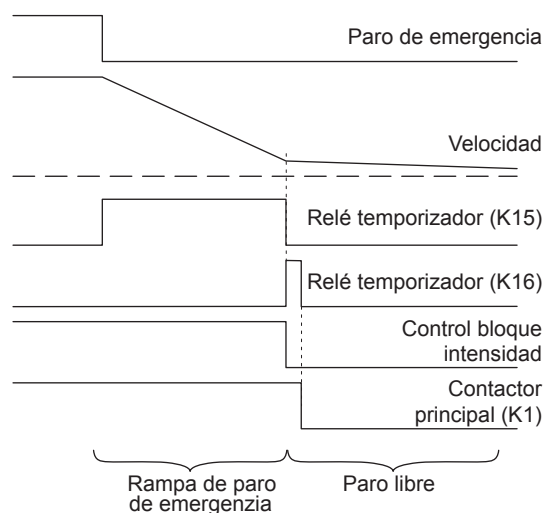 Paro de emergencia
Velocidad
Relé temporizador (K15)
Relé temporizador (K16)
Control bloque
intensidad
Contactor
principal (K1)
Rampa de paro
de emergenzia
Paro libre